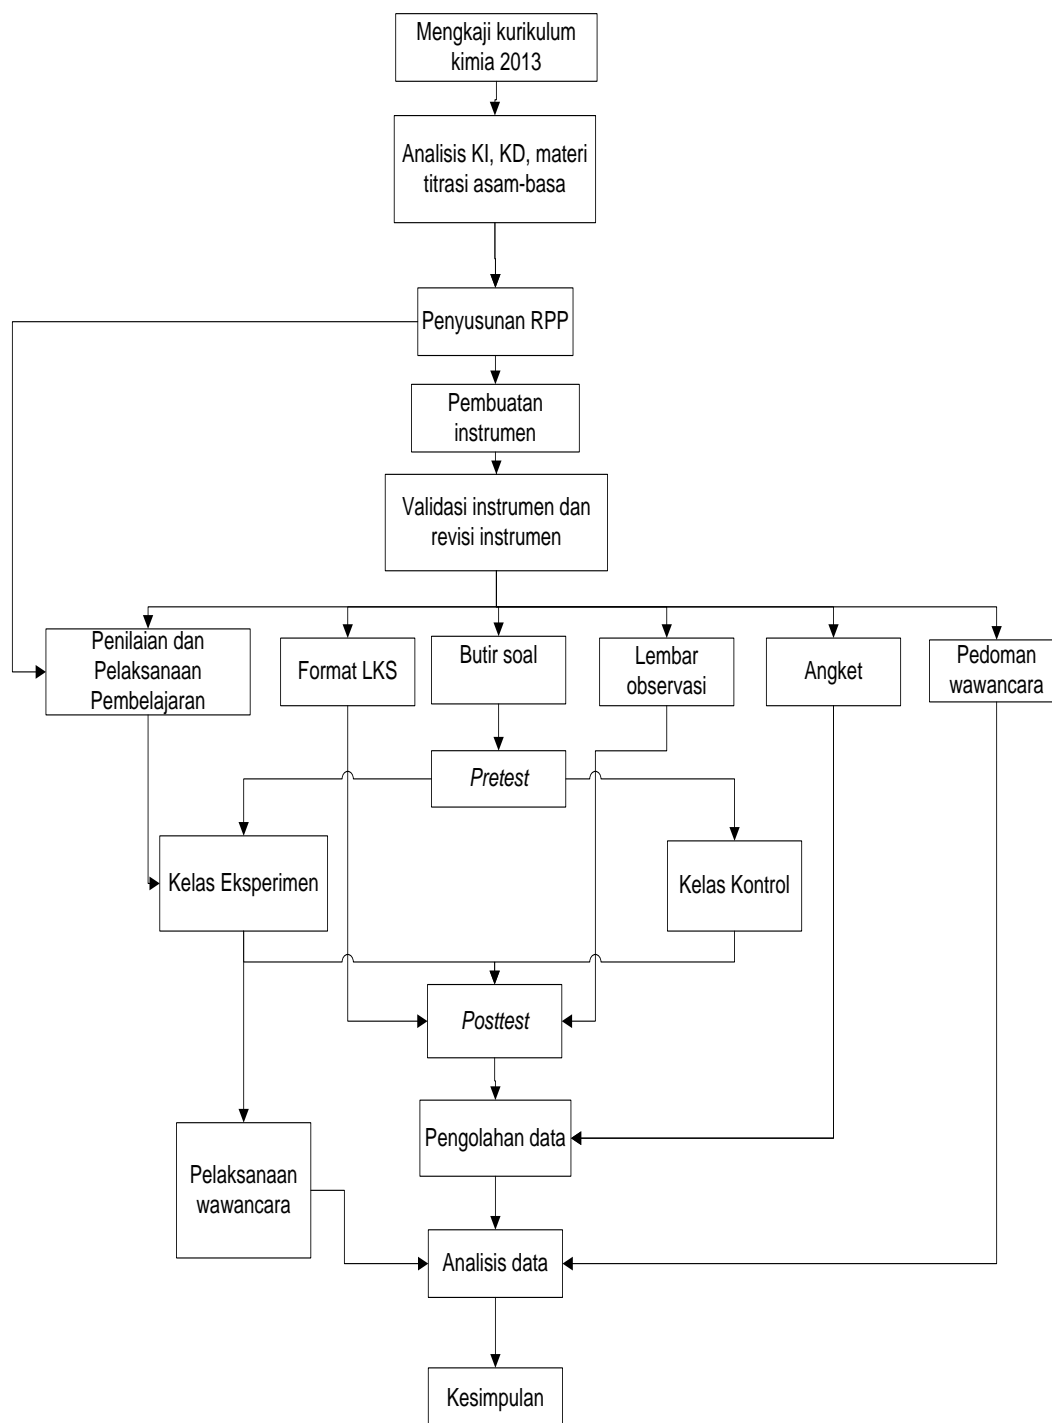 Mengkaji kurikulum
kimia 2013
Analisis KI, KD, materi
titrasi asam-basa
Penyusunan RPP
Pembuatan
instrumen
Validasi instrumen dan
revisi instrumen
Penilaian dan
Pelaksanaan
Pembelajaran
Format LKS
Butir soal
Lembar
observasi
Angket
Pedoman
wawancara
Pretest
Kelas Eksperimen
Kelas Kontrol
Posttest
Pengolahan data
Pelaksanaan
wawancara
Analisis data
Kesimpulan